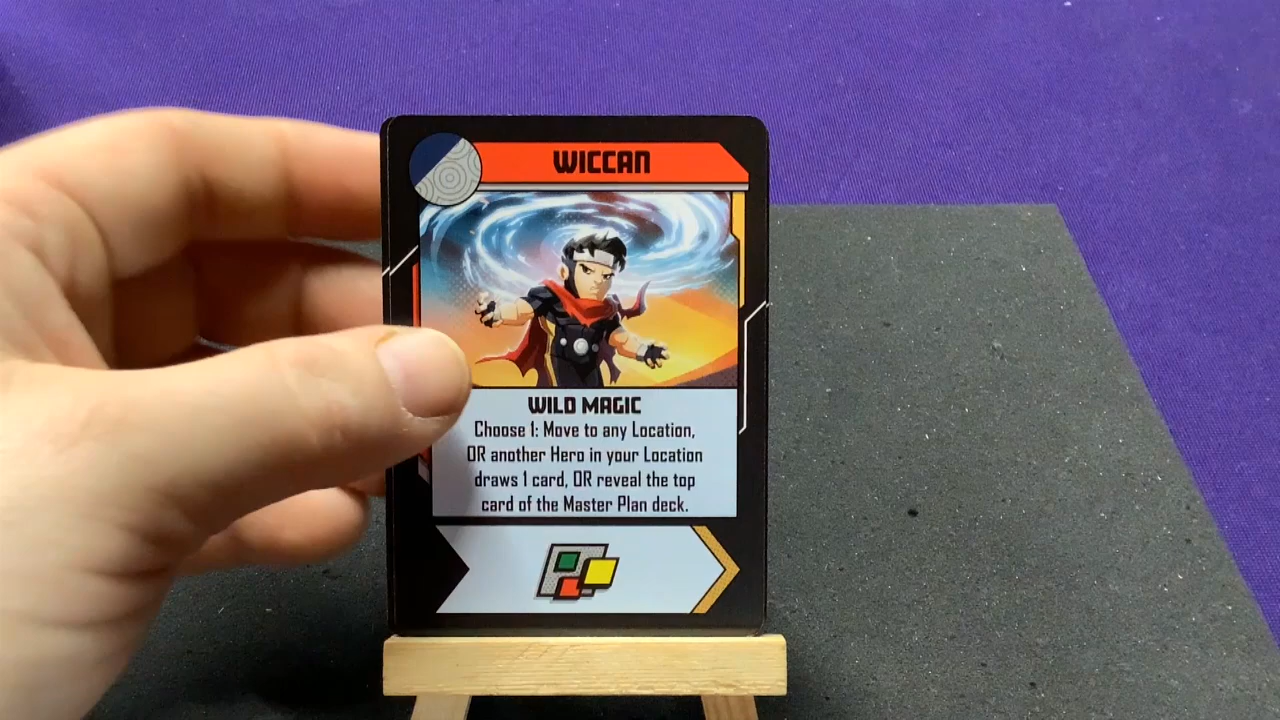 WICCAN
WILD MAGIC
Choose 1: Move to any Location,
OR another Hero in your Location
draws 1 card, OR reveal the top
card of the Master Plan deck.